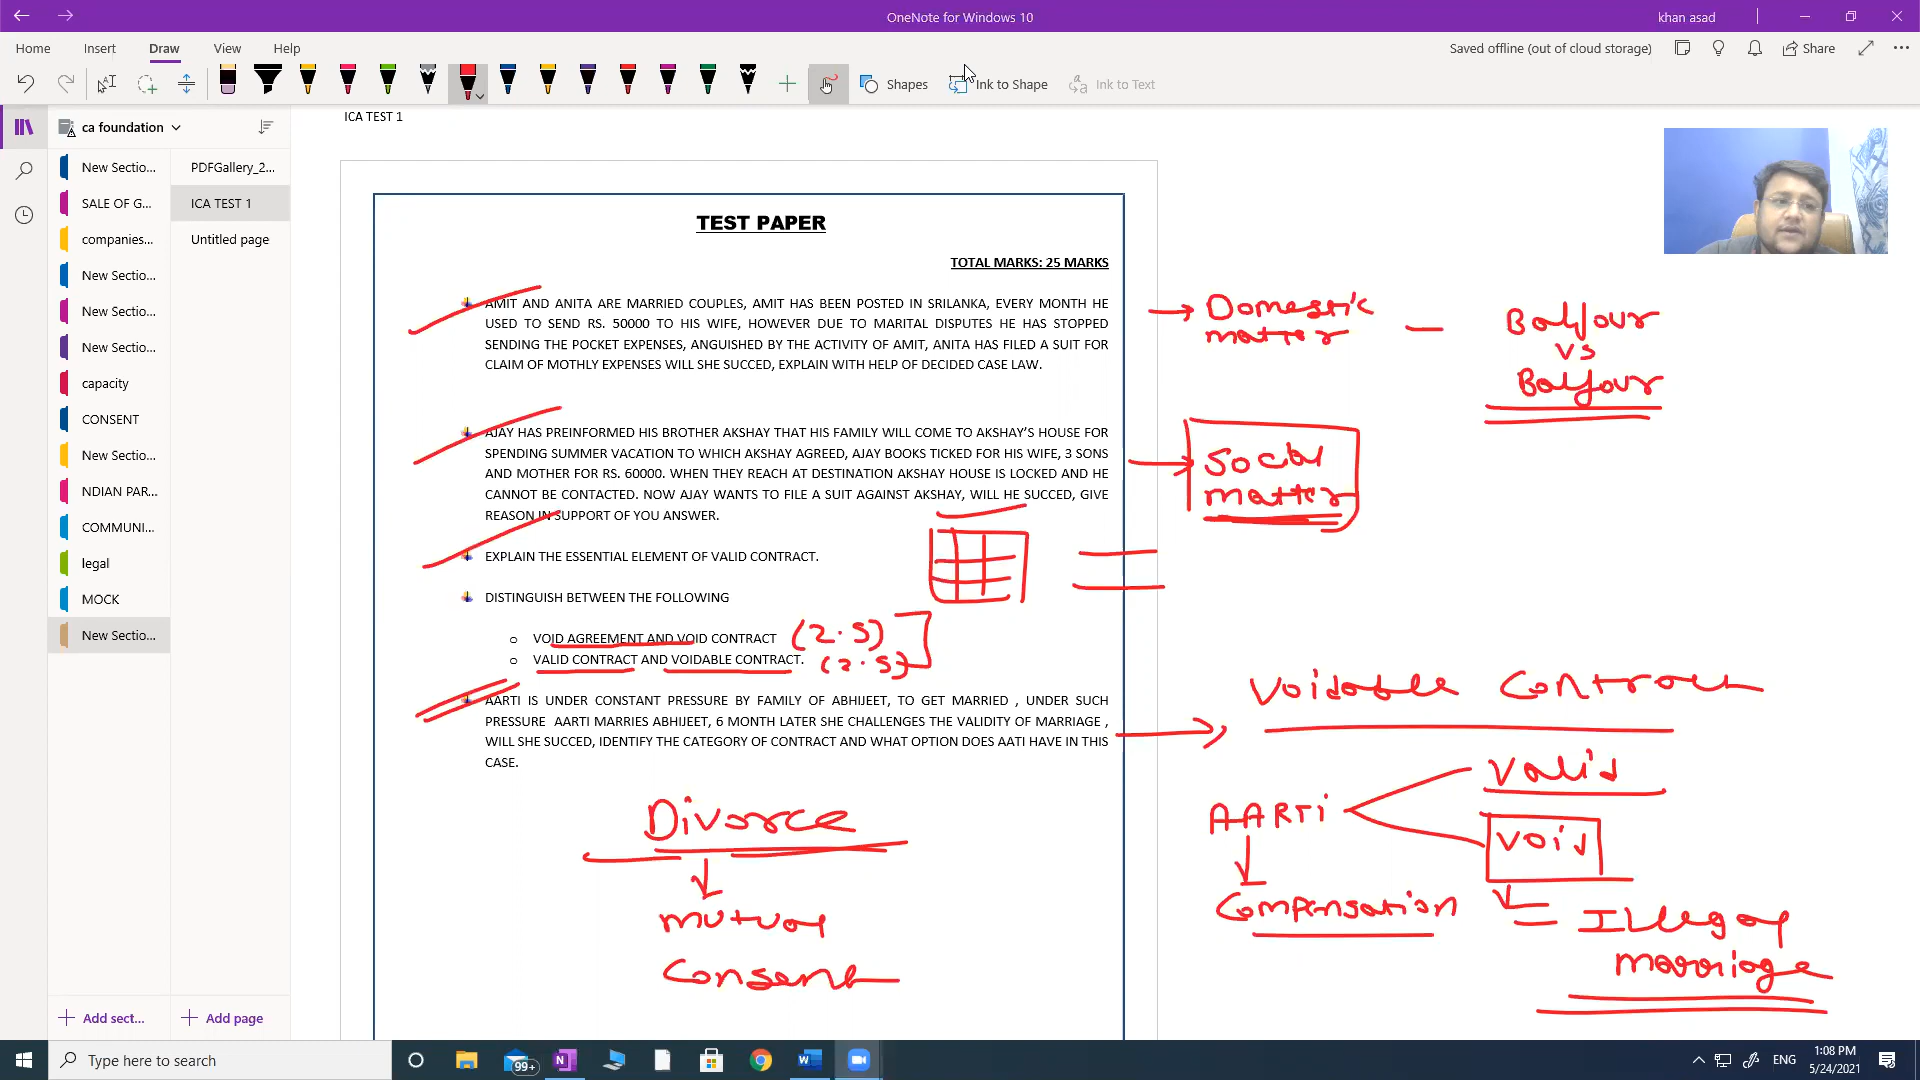 OneNote for Windows 10
khan asad
Home
Insert
Draw
View
Help
Saved offline (out of cloud storage)
Share
Shapes
Ink to Shape
Ink to Text
ca foundation
New Sectio...
SALE OF G...
companies...
New Sectio...
New Sectio...
New Sectio...
capacity
CONSENT
New Sectio...
NDIAN PAR...
COMMUNI...
legal
MOCK
New Sectio...
Add sect...
PDFGallery_2...
ICA TEST 1
Untitled page
Add page
ICA TEST 1
TEST PAPER
TOTAL MARKS: 25 MARKS
AMIT AND ANITA ARE MARRIED COUPLES, AMIT HAS BEEN POSTED IN SRILANKA, EVERY MONTH HE
USED TO SEND RS. 50000 TO HIS WIFE, HOWEVER DUE TO MARITAL DISPUTES HE HAS STOPPED
SENDING THE POCKET EXPENSES, ANGUISHED BY THE ACTIVITY OF AMIT, ANITA HAS FILED A SUIT FOR
CLAIM OF MOTHLY EXPENSES WILL SHE SUCCED, EXPLAIN WITH HELP OF DECIDED CASE LAW.
Domestic
matter
Balfour
vs
Balfour
AJAY HAS PREINFORMED HIS BROTHER AKSHAY THAT HIS FAMILY WILL COME TO AKSHAY'S HOUSE FOR
SPENDING SUMMER VACATION TO WHICH AKSHAY AGREED, AJAY BOOKS TICKED FOR HIS WIFE, 3 SONS
AND MOTHER FOR RS. 60000. WHEN THEY REACH AT DESTINATION AKSHAY HOUSE IS LOCKED AND HE
CANNOT BE CONTACTED. NOW AJAY WANTS TO FILE A SUIT AGAINST AKSHAY, WILL HE SUCCED, GIVE
REASON IN SUPPORT OF YOU ANSWER.
Social
matter
EXPLAIN THE ESSENTIAL ELEMENT OF VALID CONTRACT.
DISTINGUISH BETWEEN THE FOLLOWING
VOID AGREEMENT AND VOID CONTRACT (2.5)
VALID CONTRACT AND VOIDABLE CONTRACT. (2.5)
AARTI IS UNDER CONSTANT PRESSURE BY FAMILY OF ABHIJEET, TO GET MARRIED , UNDER SUCH
PRESSURE AARTI MARRIES ABHIJEET, 6 MONTH LATER SHE CHALLENGES THE VALIDITY OF MARRIAGE ,
WILL SHE SUCCED, IDENTIFY THE CATEGORY OF CONTRACT AND WHAT OPTION DOES AATI HAVE IN THIS
CASE.
Voidable Contract
AARTi
Valid
Void
Compensation
Illegal
marriage
Divorce
mutual
Consent
Type here to search
99+
ENG
1:08 PM
5/24/2021